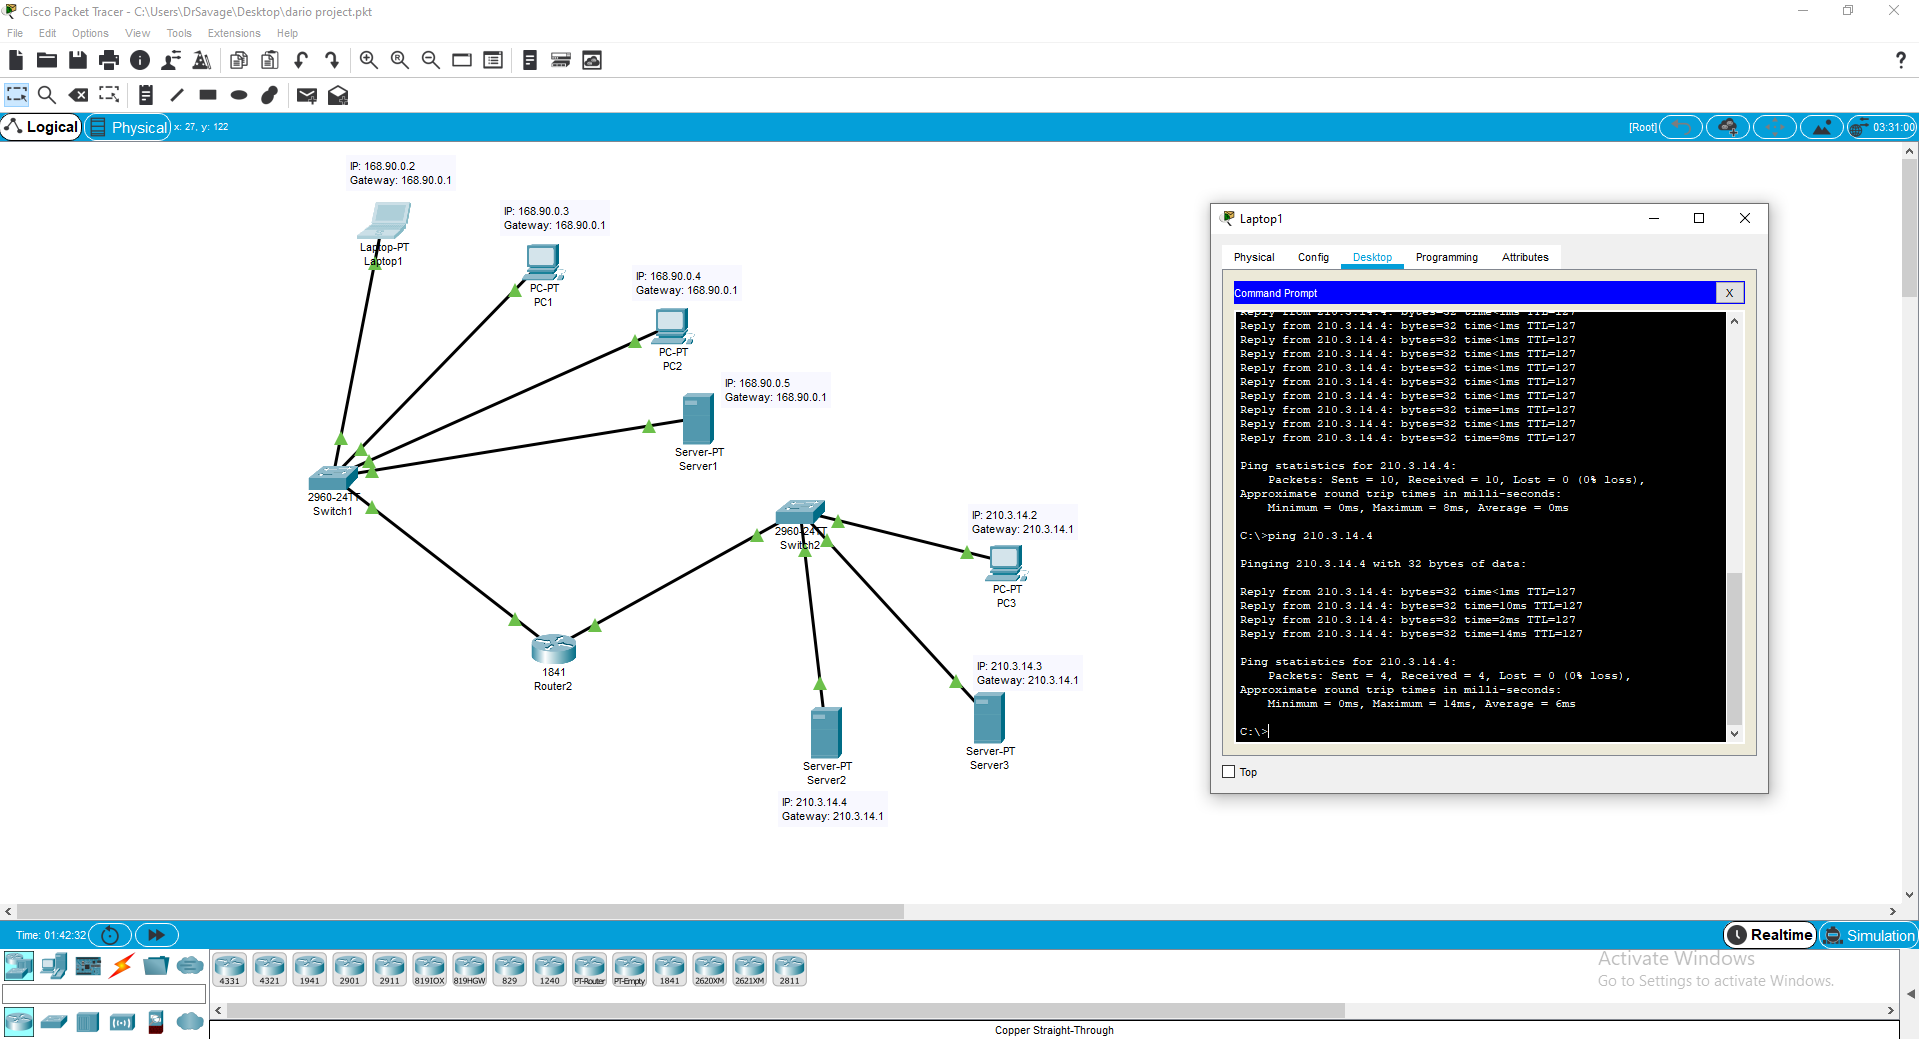 Cisco Packet Tracer - C:\Users\DrSavage\Desktop\dario project.pkt
File Edit Options View Tools Extensions Help
Logical Physical x: 27, y: 122 [Root] 03:31:00
IP: 168.90.0.2
Gateway: 168.90.0.1
Laptop-PT
Laptop1
IP: 168.90.0.3
Gateway: 168.90.0.1
PC-PT
PC1
IP: 168.90.0.4
Gateway: 168.90.0.1
PC-PT
PC2
IP: 168.90.0.5
Gateway: 168.90.0.1
Server-PT
Server1
2960-24TT
Switch1
2960-24TT
Switch2
IP: 210.3.14.2
Gateway: 210.3.14.1
PC-PT
PC3
1841
Router2
IP: 210.3.14.3
Gateway: 210.3.14.1
Server-PT
Server3
Server-PT
Server2
IP: 210.3.14.4
Gateway: 210.3.14.1
Laptop1
Physical Config Desktop Programming Attributes
Command Prompt X
Reply from 210.3.14.4: bytes=32 time<1ms TTL=127
Reply from 210.3.14.4: bytes=32 time<1ms TTL=127
Reply from 210.3.14.4: bytes=32 time<1ms TTL=127
Reply from 210.3.14.4: bytes=32 time<1ms TTL=127
Reply from 210.3.14.4: bytes=32 time<1ms TTL=127
Reply from 210.3.14.4: bytes=32 time<1ms TTL=127
Reply from 210.3.14.4: bytes=32 time<1ms TTL=127
Reply from 210.3.14.4: bytes=32 time=1ms TTL=127
Reply from 210.3.14.4: bytes=32 time<1ms TTL=127
Reply from 210.3.14.4: bytes=32 time=8ms TTL=127
Ping statistics for 210.3.14.4:
Packets: Sent = 10, Received = 10, Lost = 0 (0% loss),
Approximate round trip times in milli-seconds:
Minimum = 0ms, Maximum = 8ms, Average = 0ms
C:\>ping 210.3.14.4
Pinging 210.3.14.4 with 32 bytes of data:
Reply from 210.3.14.4: bytes=32 time<1ms TTL=127
Reply from 210.3.14.4: bytes=32 time=10ms TTL=127
Reply from 210.3.14.4: bytes=32 time=2ms TTL=127
Reply from 210.3.14.4: bytes=32 time=14ms TTL=127
Ping statistics for 210.3.14.4:
Packets: Sent = 4, Received = 4, Lost = 0 (0% loss),
Approximate round trip times in milli-seconds:
Minimum = 0ms, Maximum = 14ms, Average = 6ms
C:\>
Top
Time: 01:42:32 Realtime Simulation
4331 4321 1941 2901 2911 819IOX 819HGW 829 1240 PT-Router PT-Empty 1841 2620XM 2621XM 2811
Activate Windows
Go to Settings to activate Windows.
Copper Straight-Through